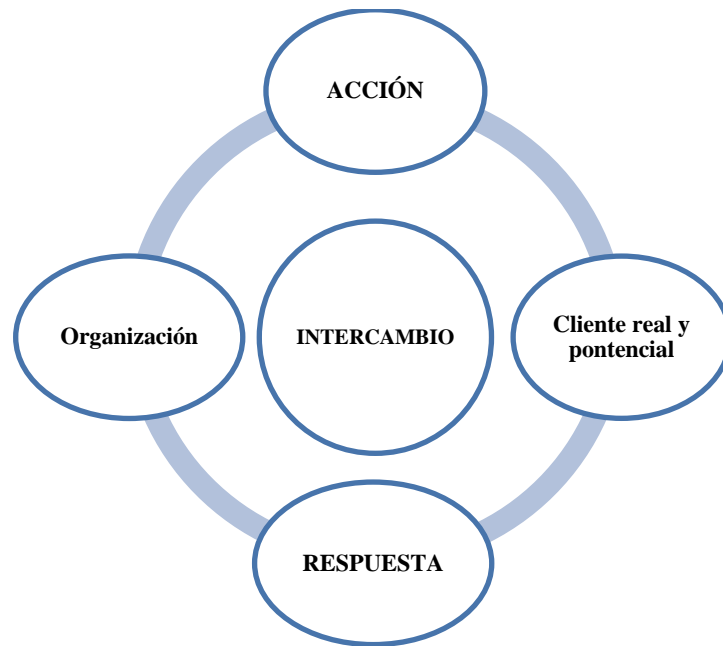 ACCIÓN
Organización
INTERCAMBIO
Cliente real y
pontencial
RESPUESTA